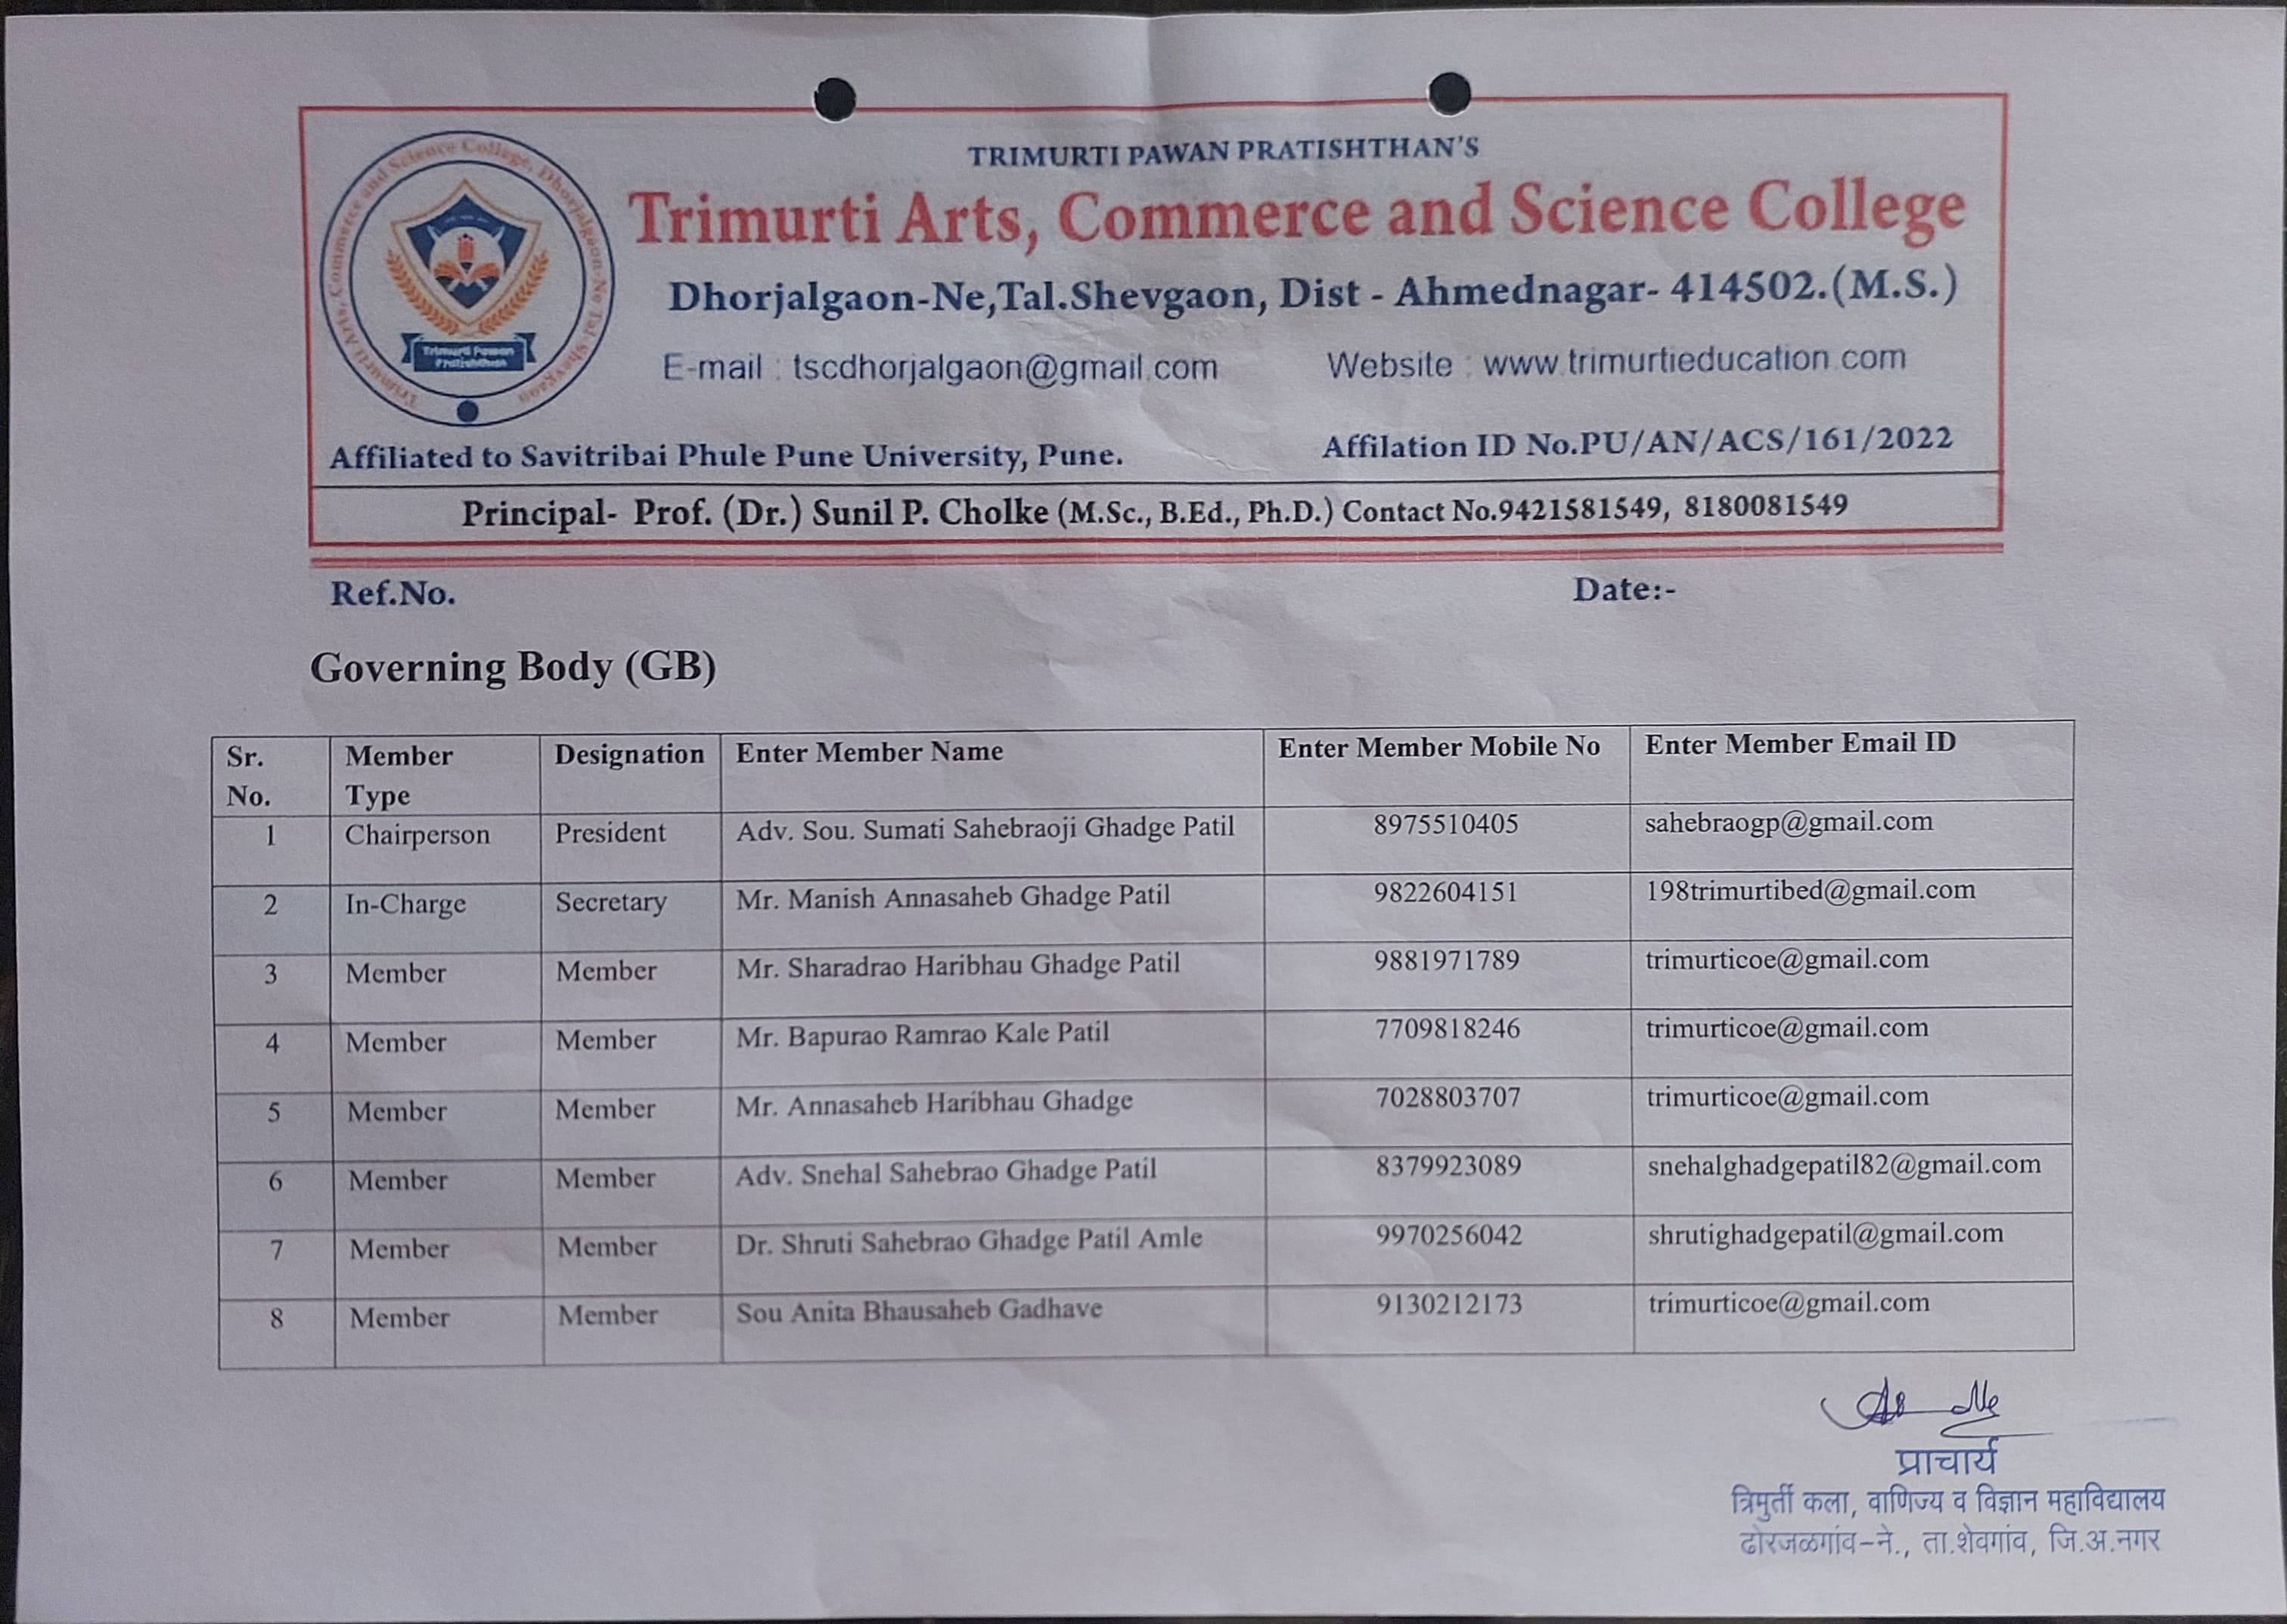 Trimurti Arts, Commerce and Science College, Dhorjalgaon-Ne Tal-Shevgaon
Trimurti Pawan
Pratishthan
TRIMURTI PAWAN PRATISHTHAN'S
Trimurti Arts, Commerce and Science College
Dhorjalgaon-Ne,Tal.Shevgaon, Dist - Ahmednagar- 414502.(M.S.)
E-mail : tscdhorjalgaon@gmail.com Website : www.trimurtieducation.com
Affiliated to Savitribai Phule Pune University, Pune. Affilation ID No.PU/AN/ACS/161/2022
Principal- Prof. (Dr.) Sunil P. Cholke (M.Sc., B.Ed., Ph.D.) Contact No.9421581549, 8180081549
Ref.No. Date:-
Governing Body (GB)
Sr. No. Member Type Designation Enter Member Name Enter Member Mobile No Enter Member Email ID
1 Chairperson President Adv. Sou. Sumati Sahebraoji Ghadge Patil 8975510405 sahebraogp@gmail.com
2 In-Charge Secretary Mr. Manish Annasaheb Ghadge Patil 9822604151 198trimurtibed@gmail.com
3 Member Member Mr. Sharadrao Haribhau Ghadge Patil 9881971789 trimurticoe@gmail.com
4 Member Member Mr. Bapurao Ramrao Kale Patil 7709818246 trimurticoe@gmail.com
5 Member Member Mr. Annasaheb Haribhau Ghadge 7028803707 trimurticoe@gmail.com
6 Member Member Adv. Snehal Sahebrao Ghadge Patil 8379923089 snehalghadgepatil82@gmail.com
7 Member Member Dr. Shruti Sahebrao Ghadge Patil Amle 9970256042 shrutighadgepatil@gmail.com
8 Member Member Sou Anita Bhausaheb Gadhave 9130212173 trimurticoe@gmail.com
प्राचार्य
त्रिमुर्ती कला, वाणिज्य व विज्ञान महाविद्यालय
ढोरजळगांव-ने., ता.शेवगांव, जि.अ.नगर